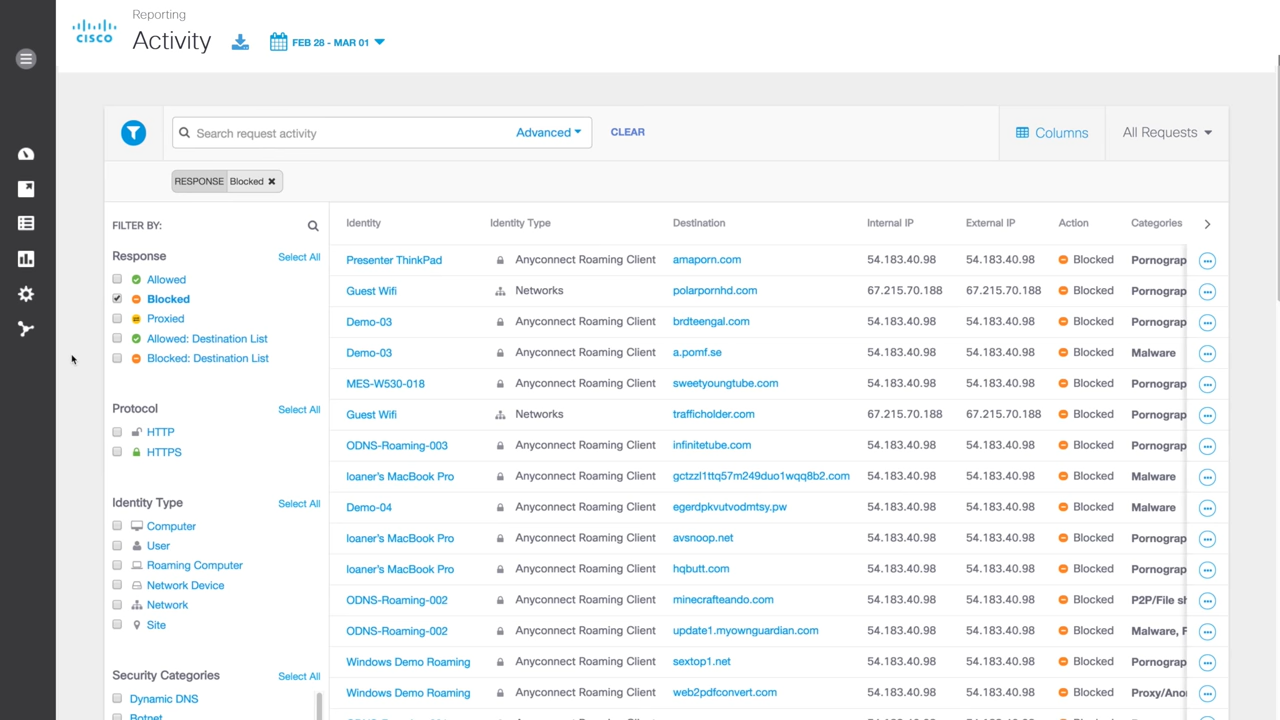 Reporting
CISCO
Activity
FEB 28 - MAR 01
Search request activity
Advanced
CLEAR
Columns
All Requests
RESPONSE Blocked
FILTER BY:
Response Select All
Allowed
Blocked
Proxied
Allowed: Destination List
Blocked: Destination List
Protocol Select All
HTTP
HTTPS
Identity Type Select All
Computer
User
Roaming Computer
Network Device
Network
Site
Security Categories Select All
Dynamic DNS
Botnet
Identity Identity Type Destination Internal IP External IP Action Categories
Presenter ThinkPad Anyconnect Roaming Client amaporn.com 54.183.40.98 54.183.40.98 Blocked Pornograp
Guest Wifi Networks polarpornhd.com 67.215.70.188 67.215.70.188 Blocked Pornograp
Demo-03 Anyconnect Roaming Client brdteengal.com 54.183.40.98 54.183.40.98 Blocked Pornograp
Demo-03 Anyconnect Roaming Client a.pomf.se 54.183.40.98 54.183.40.98 Blocked Malware
MES-W530-018 Anyconnect Roaming Client sweetyoungtube.com 54.183.40.98 54.183.40.98 Blocked Pornograp
Guest Wifi Networks trafficholder.com 67.215.70.188 67.215.70.188 Blocked Pornograp
ODNS-Roaming-003 Anyconnect Roaming Client infinitetube.com 54.183.40.98 54.183.40.98 Blocked Pornograp
loaner's MacBook Pro Anyconnect Roaming Client gctzzl1ttq57m249duo1wqq8b2.com 54.183.40.98 54.183.40.98 Blocked Malware
Demo-04 Anyconnect Roaming Client egerdpkvutvodmtsy.pw 54.183.40.98 54.183.40.98 Blocked Malware
loaner's MacBook Pro Anyconnect Roaming Client avsnoop.net 54.183.40.98 54.183.40.98 Blocked Pornograp
loaner's MacBook Pro Anyconnect Roaming Client hqbutt.com 54.183.40.98 54.183.40.98 Blocked Pornograp
ODNS-Roaming-002 Anyconnect Roaming Client minecrafteando.com 54.183.40.98 54.183.40.98 Blocked P2P/File sh
ODNS-Roaming-002 Anyconnect Roaming Client update1.myownguardian.com 54.183.40.98 54.183.40.98 Blocked Malware, F
Windows Demo Roaming Anyconnect Roaming Client sextop1.net 54.183.40.98 54.183.40.98 Blocked Pornograp
Windows Demo Roaming Anyconnect Roaming Client web2pdfconvert.com 54.183.40.98 54.183.40.98 Blocked Proxy/Anon